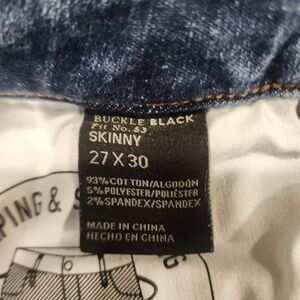 BUCKLE BLACK
Fit No. 53
SKINNY
27 X 30
93% COTTON/ALGODÓN
5% POLYESTER/POLIÉSTER
2% SPANDEX/SPANDEX
MADE IN CHINA
HECHO EN CHINA
PING & S
G